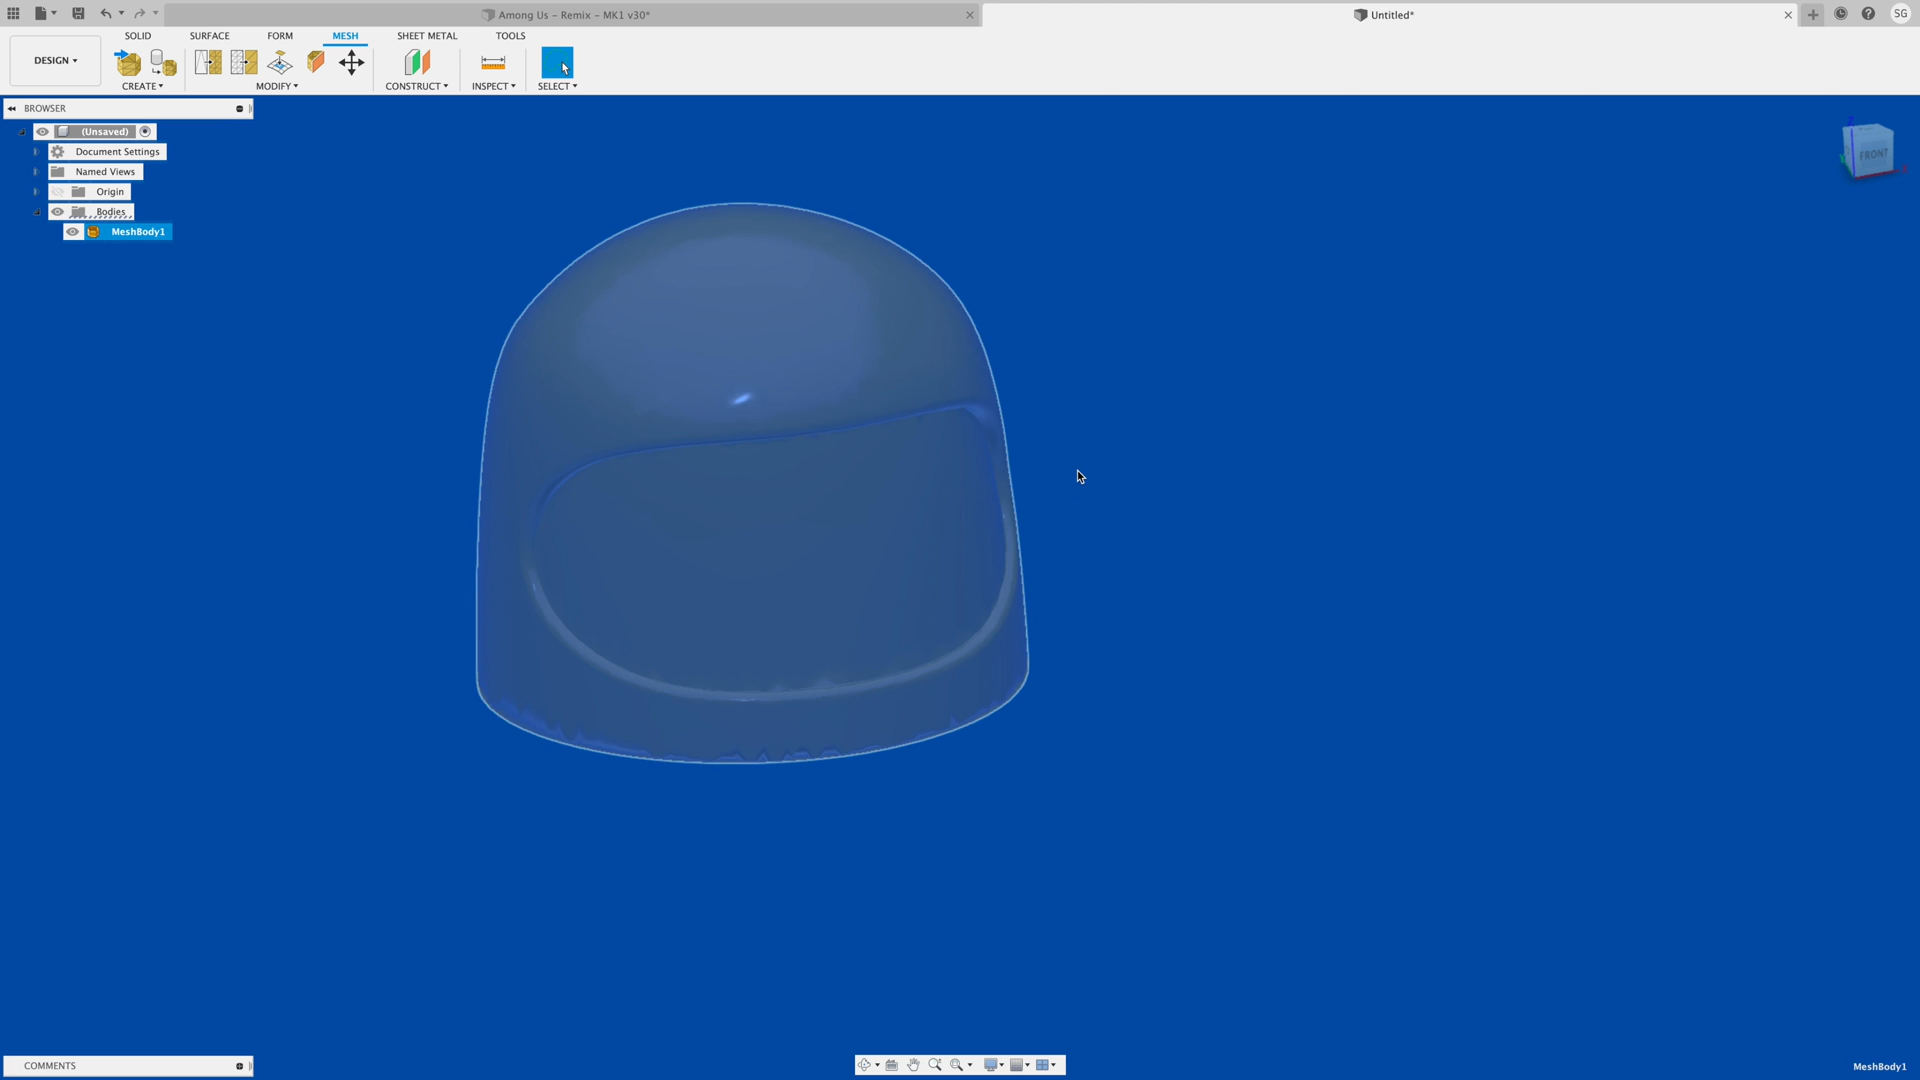 Among Us – Remix – MK1 v30*
Untitled*
SG
DESIGN
SOLID
SURFACE
FORM
MESH
SHEET METAL
TOOLS
CREATE
MODIFY
CONSTRUCT
INSPECT
SELECT
BROWSER
(Unsaved)
Document Settings
Named Views
Origin
Bodies
MeshBody1
FRONT
Z
COMMENTS
MeshBody1